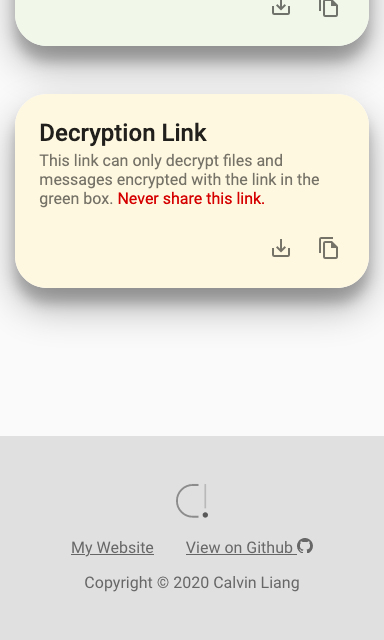 Decryption Link
This link can only decrypt files and
messages encrypted with the link in the
green box. Never share this link.
My Website View on Github
Copyright © 2020 Calvin Liang